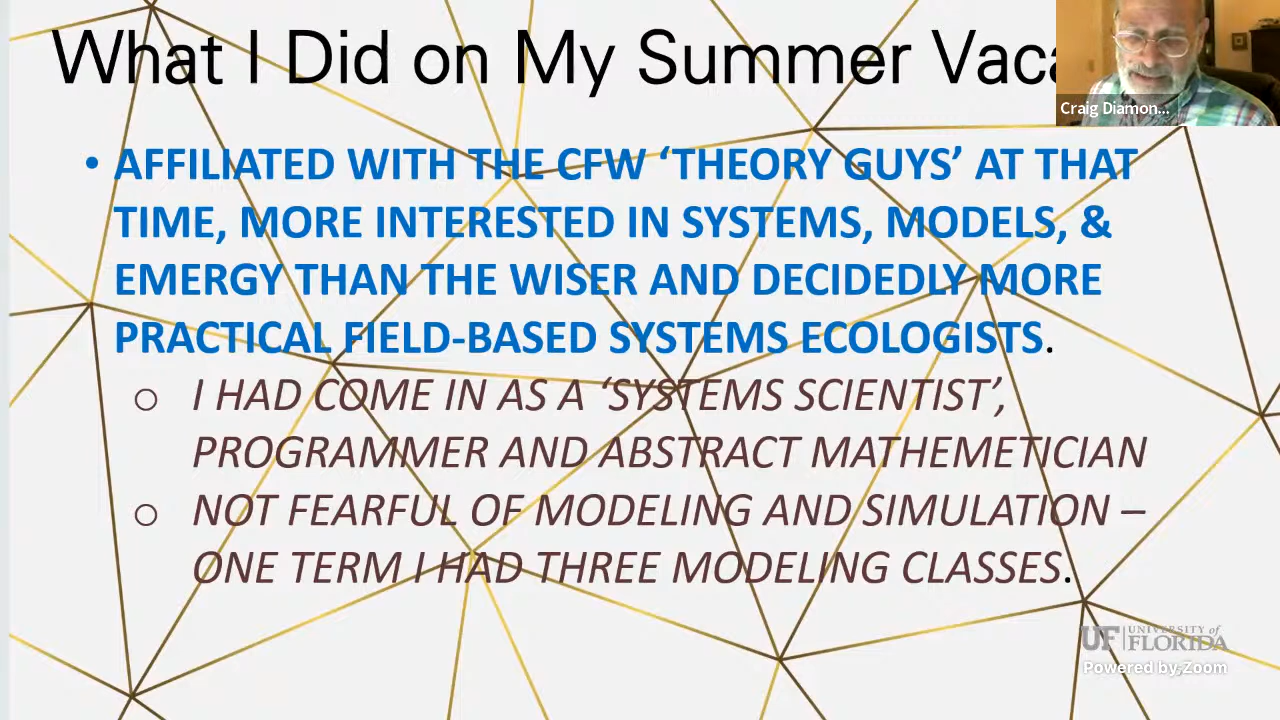 What I Did on My Summer Vaca
Craig Diamon...
• AFFILIATED WITH THE CFW ‘THEORY GUYS’ AT THAT
TIME, MORE INTERESTED IN SYSTEMS, MODELS, &
EMERGY THAN THE WISER AND DECIDEDLY MORE
PRACTICAL FIELD-BASED SYSTEMS ECOLOGISTS.
o I HAD COME IN AS A ‘SYSTEMS SCIENTIST’,
PROGRAMMER AND ABSTRACT MATHEMETICIAN
o NOT FEARFUL OF MODELING AND SIMULATION –
ONE TERM I HAD THREE MODELING CLASSES.
UF UNIVERSITY of
FLORIDA
Powered by Zoom